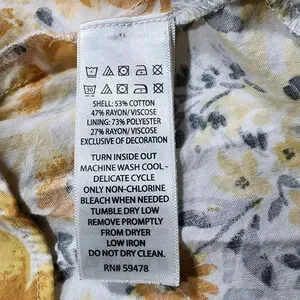 30
SHELL: 53% COTTON
47% RAYON/VISCOSE
LINING: 73% POLYESTER
27% RAYON/VISCOSE
EXCLUSIVE OF DECORATION
TURN INSIDE OUT
MACHINE WASH COOL -
DELICATE CYCLE
ONLY NON-CHLORINE
BLEACH WHEN NEEDED
TUMBLE DRY LOW
REMOVE PROMPTLY
FROM DRYER
LOW IRON
DO NOT DRY CLEAN.
RN# 59478